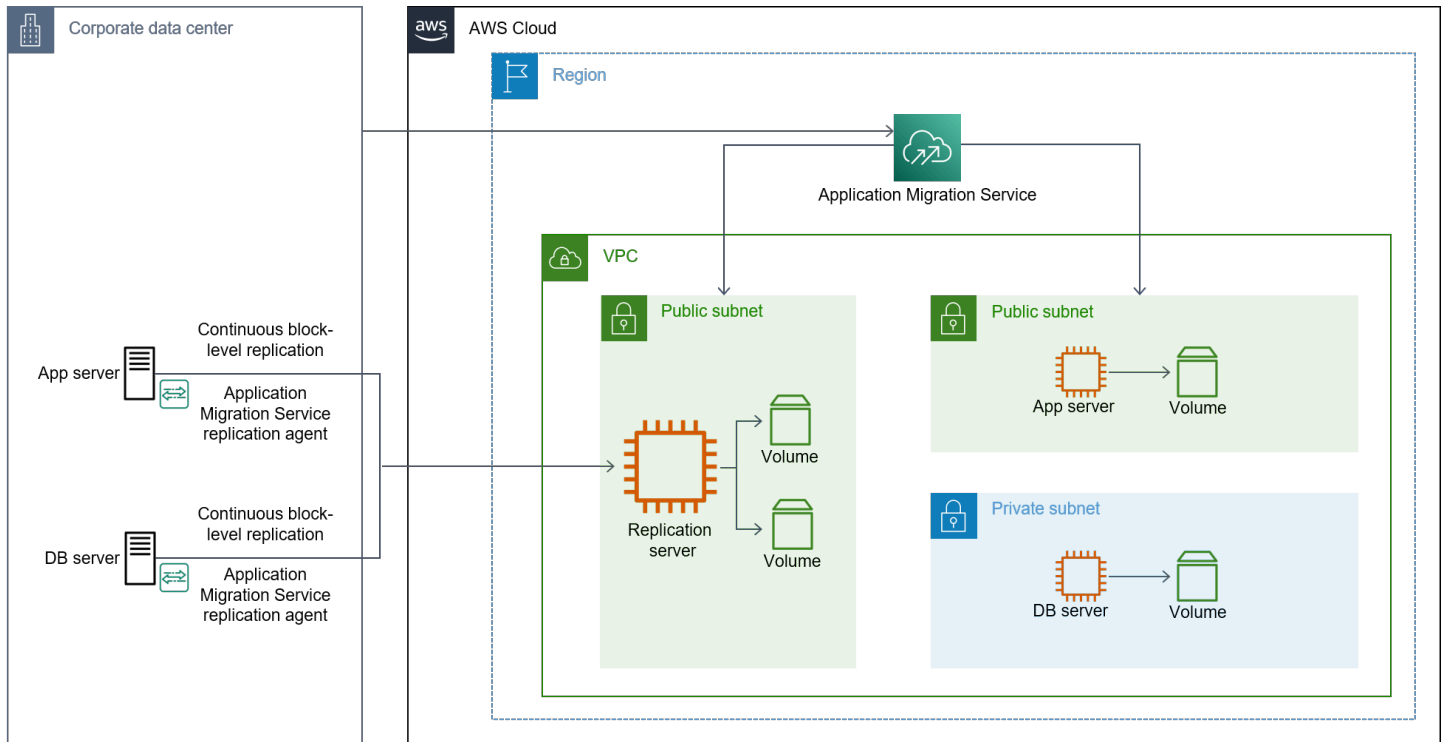 Corporate data center
aws
AWS Cloud
Region
Application Migration Service
VPC
Public subnet
Public subnet
Continuous block-
level replication
App server
Application
Migration Service
replication agent
App server
Volume
Volume
Replication
server
Volume
Private subnet
Continuous block-
level replication
DB server
Application
Migration Service
replication agent
DB server
Volume